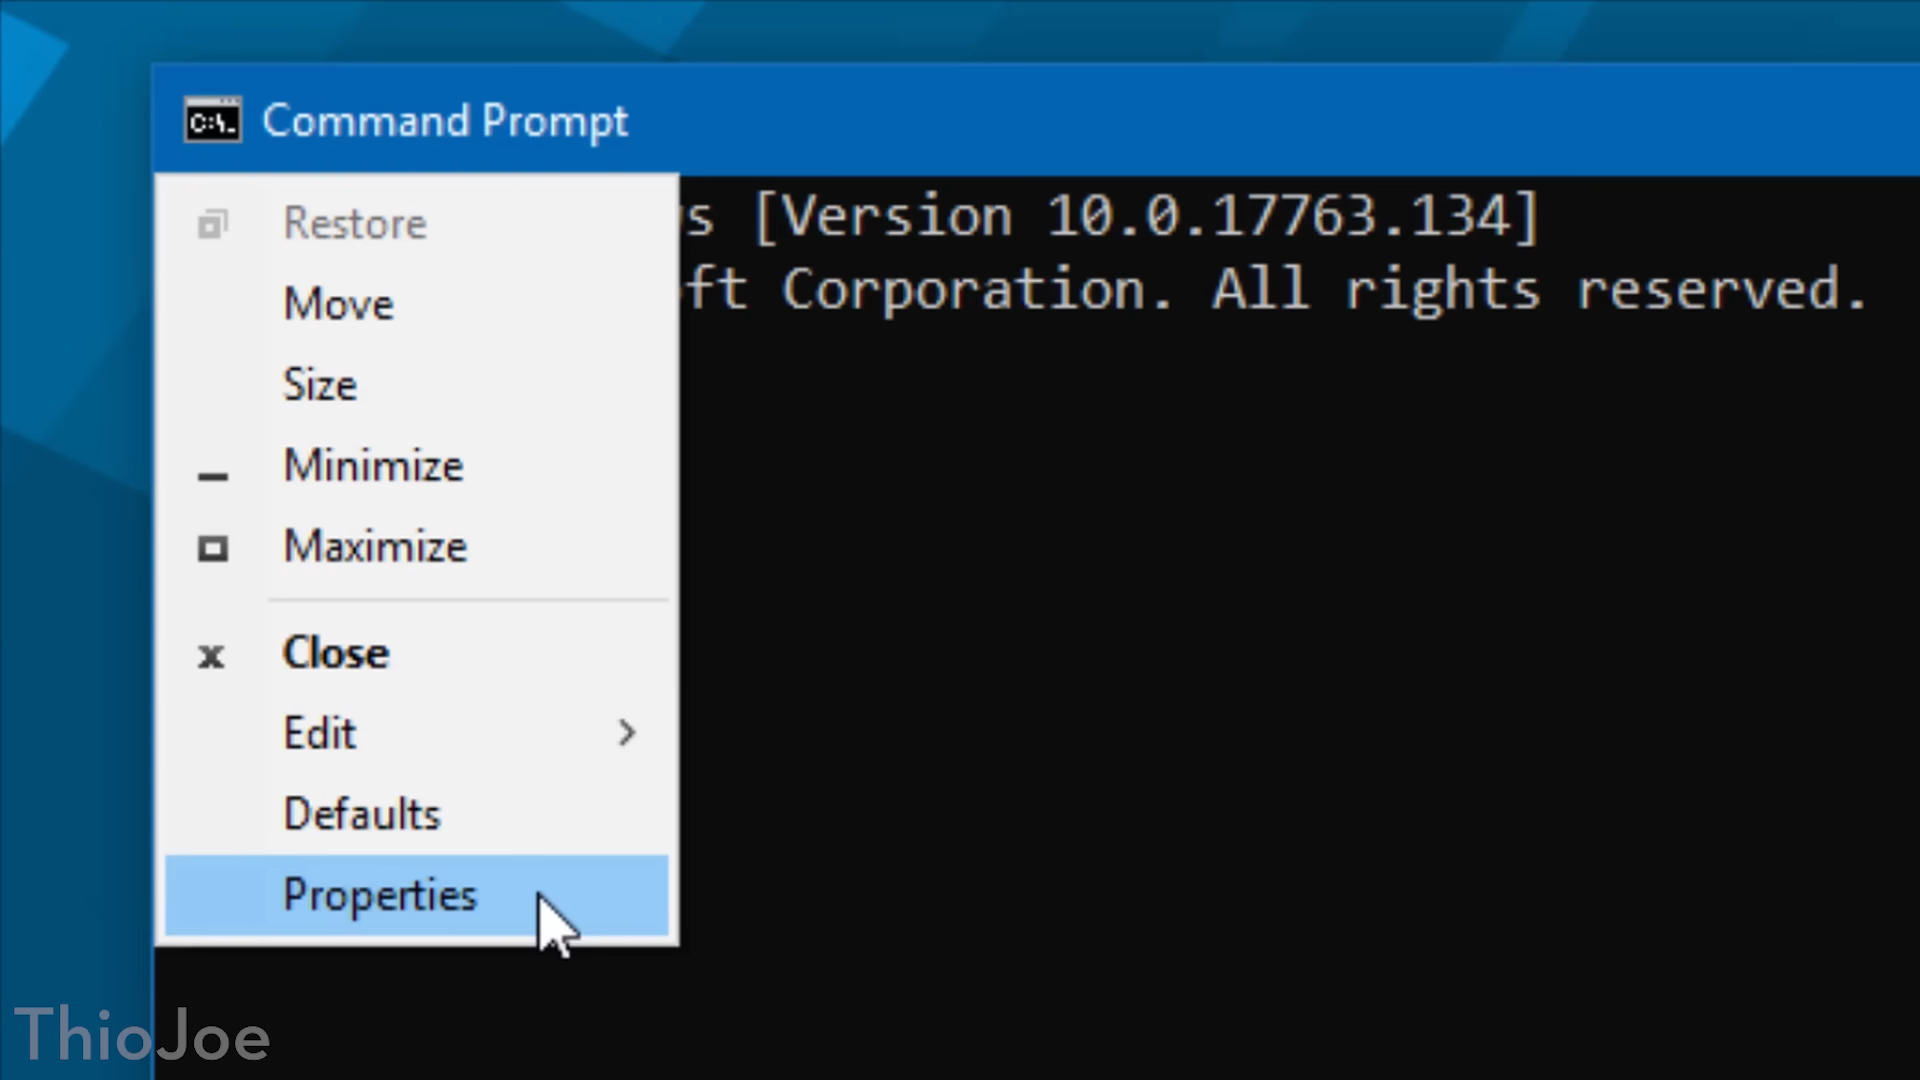 C:\.
Command Prompt
s [Version 10.0.17763.134]
ft Corporation. All rights reserved.
Restore
Move
Size
Minimize
Maximize
Close
Edit
Defaults
Properties
ThioJoe